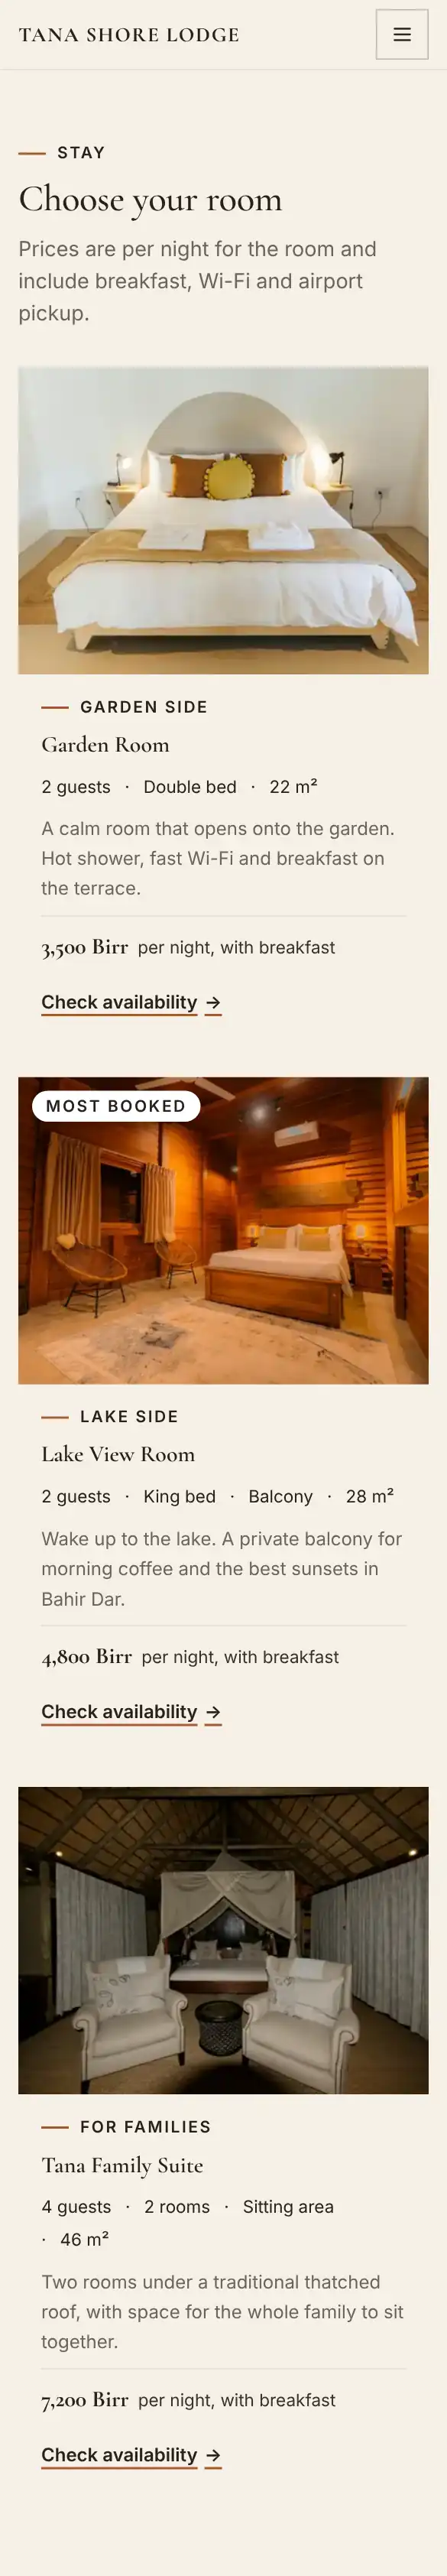 TANA SHORE LODGE
STAY
Choose your room
Prices are per night for the room and
include breakfast, Wi-Fi and airport
pickup.
GARDEN SIDE
Garden Room
2 guests · Double bed · 22 m²
A calm room that opens onto the garden.
Hot shower, fast Wi-Fi and breakfast on
the terrace.
3,500 Birr per night, with breakfast
Check availability →
MOST BOOKED
LAKE SIDE
Lake View Room
2 guests · King bed · Balcony · 28 m²
Wake up to the lake. A private balcony for
morning coffee and the best sunsets in
Bahir Dar.
4,800 Birr per night, with breakfast
Check availability →
FOR FAMILIES
Tana Family Suite
4 guests · 2 rooms · Sitting area
· 46 m²
Two rooms under a traditional thatched
roof, with space for the whole family to sit
together.
7,200 Birr per night, with breakfast
Check availability →